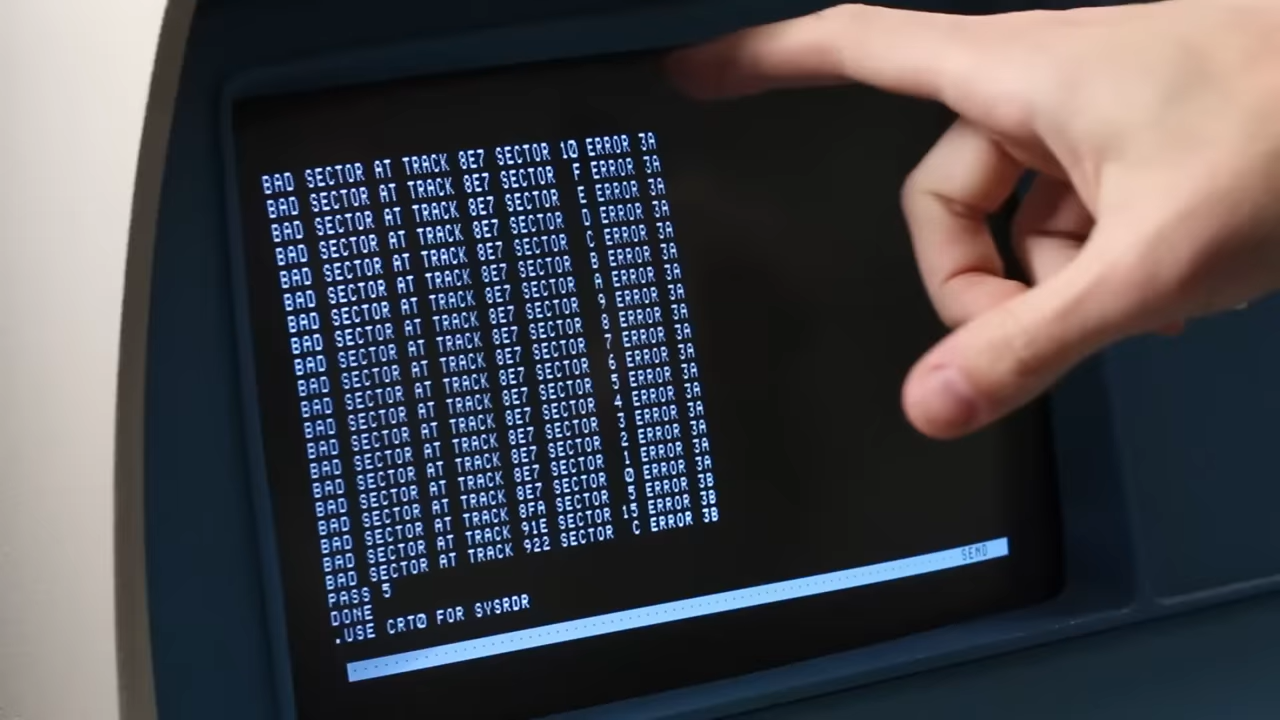 BAD SECTOR AT TRACK 8E7 SECTOR 10 ERROR 3A
BAD SECTOR AT TRACK 8E7 SECTOR  F ERROR 3A
BAD SECTOR AT TRACK 8E7 SECTOR  E ERROR 3A
BAD SECTOR AT TRACK 8E7 SECTOR  D ERROR 3A
BAD SECTOR AT TRACK 8E7 SECTOR  C ERROR 3A
BAD SECTOR AT TRACK 8E7 SECTOR  B ERROR 3A
BAD SECTOR AT TRACK 8E7 SECTOR  A ERROR 3A
BAD SECTOR AT TRACK 8E7 SECTOR  9 ERROR 3A
BAD SECTOR AT TRACK 8E7 SECTOR  8 ERROR 3A
BAD SECTOR AT TRACK 8E7 SECTOR  7 ERROR 3A
BAD SECTOR AT TRACK 8E7 SECTOR  6 ERROR 3A
BAD SECTOR AT TRACK 8E7 SECTOR  5 ERROR 3A
BAD SECTOR AT TRACK 8E7 SECTOR  4 ERROR 3A
BAD SECTOR AT TRACK 8E7 SECTOR  3 ERROR 3A
BAD SECTOR AT TRACK 8E7 SECTOR  2 ERROR 3A
BAD SECTOR AT TRACK 8E7 SECTOR  1 ERROR 3A
BAD SECTOR AT TRACK 8E7 SECTOR  0 ERROR 3A
BAD SECTOR AT TRACK 8FA SECTOR  5 ERROR 3B
BAD SECTOR AT TRACK 91E SECTOR 15 ERROR 3B
BAD SECTOR AT TRACK 922 SECTOR  C ERROR 3B
PASS 5
DONE
.USE CRT0 FOR SYSRDR
SEND